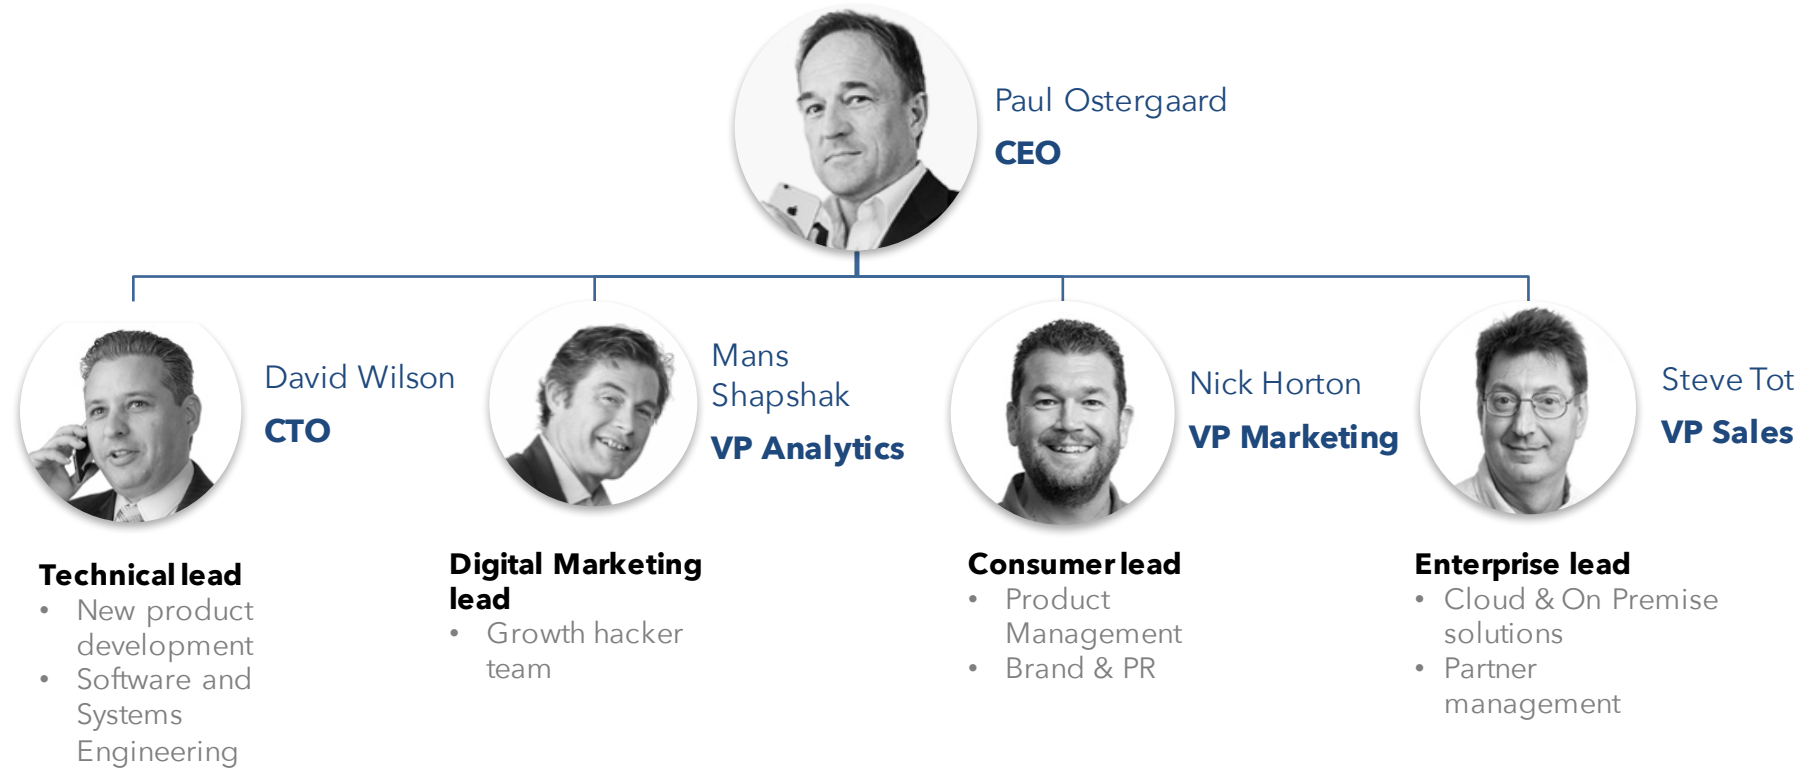 Paul Ostergaard
CEO
David Wilson
CTO
Mans
Shapshak
VP Analytics
Nick Horton
VP Marketing
Steve Tot
VP Sales
Technical lead
• New product
development
• Software and
Systems
Engineering
Digital Marketing
lead
• Growth hacker
team
Consumer lead
• Product
Management
• Brand & PR
Enterprise lead
• Cloud & On Premise
solutions
• Partner
management